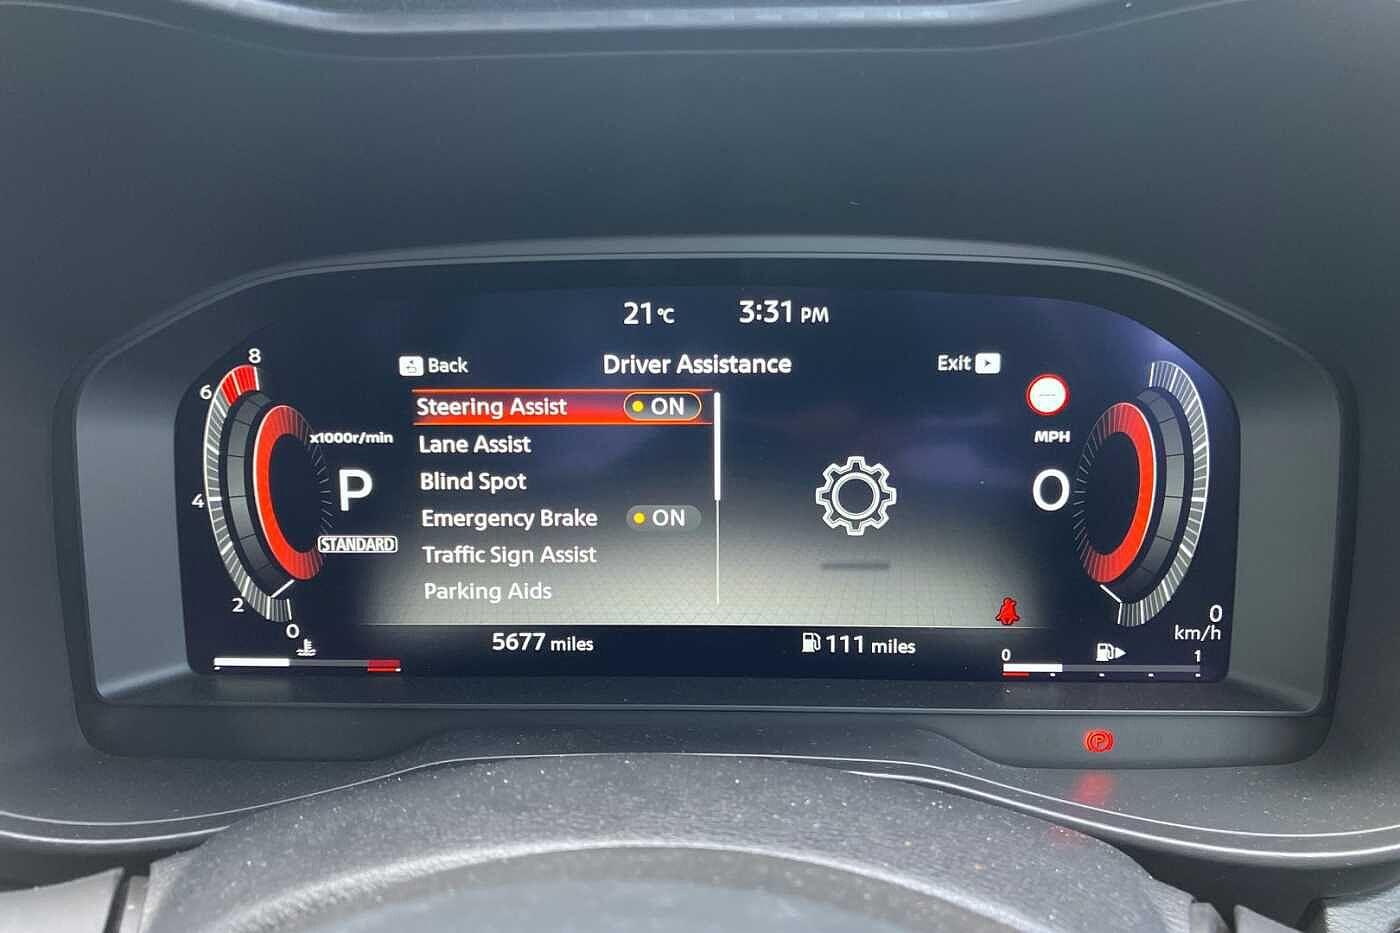 21°C 3:31 PM
Back Driver Assistance Exit
Steering Assist ON
Lane Assist
Blind Spot
Emergency Brake ON
Traffic Sign Assist
Parking Aids
8
6
x1000r/min
4
P
STANDARD
2
0
---
MPH
0
0
km/h
5677 miles 111 miles
0 1
P